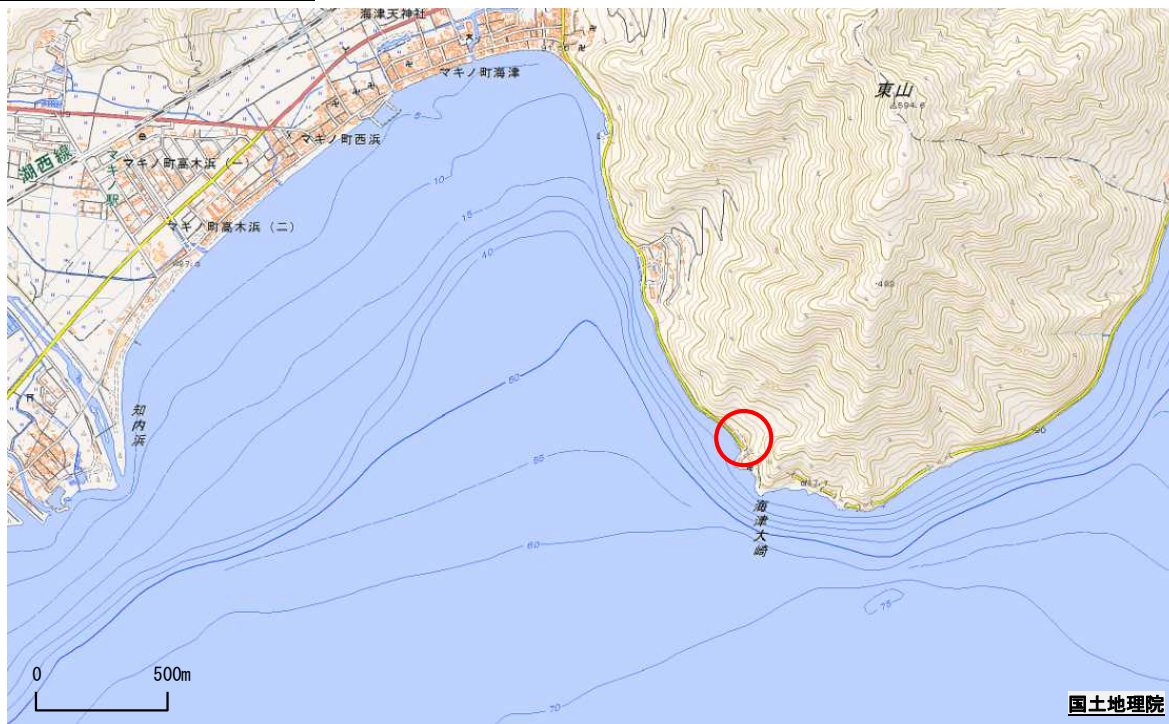 海津天神社
マキノ町海津
東山
594.6
マキノ町西浜
湖西線
マキノ駅
マキノ町高木浜(一)
マキノ町高木浜(二)
5
10
15
40
50
55
60
70
75
90
知内浜
海津大崎
0
500m
国土地理院